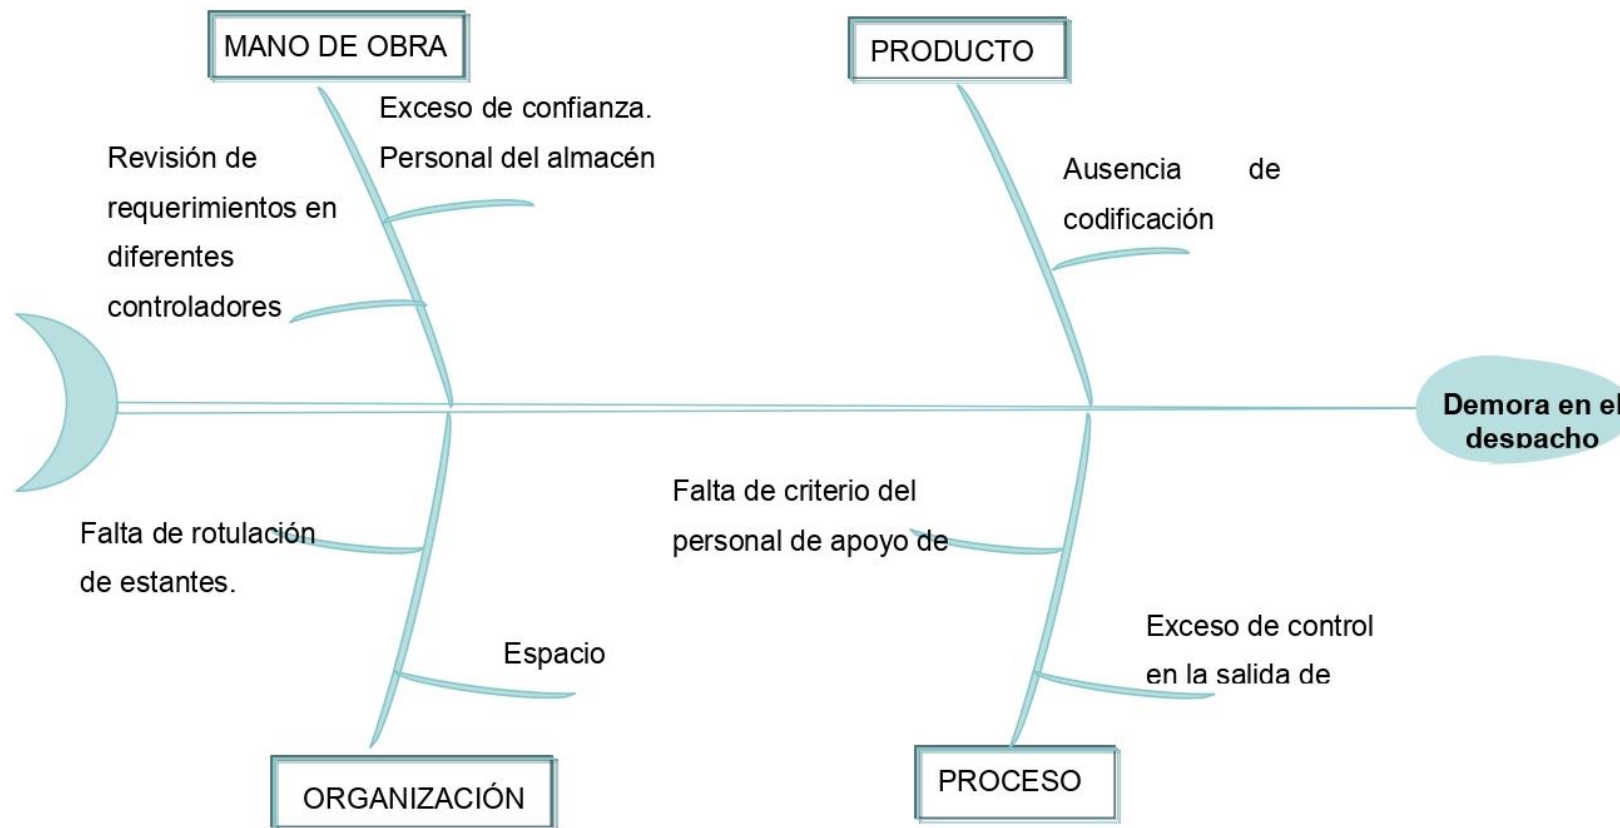 MANO DE OBRA
PRODUCTO
Exceso de confianza.
Personal del almacén
Revisión de
requerimientos en
diferentes
controladores
Ausencia de
codificación
Demora en el
despacho
Falta de rotulación
de estantes.
Falta de criterio del
personal de apoyo de
Espacio
Exceso de control
en la salida de
ORGANIZACIÓN
PROCESO